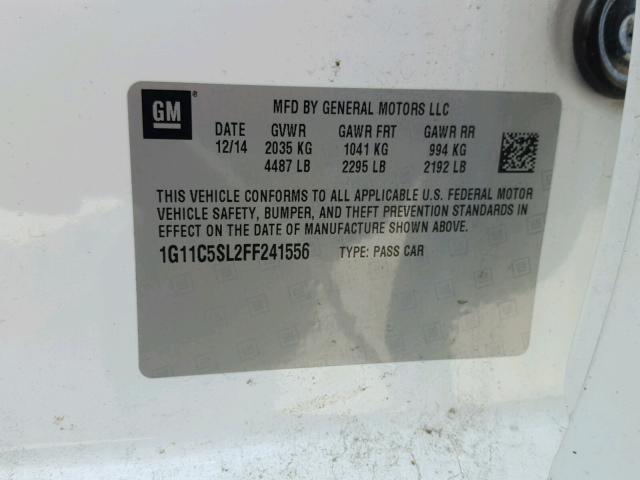 GM ®
MFD BY GENERAL MOTORS LLC
DATE GVWR GAWR FRT GAWR RR
12/14 2035 KG 1041 KG 994 KG
4487 LB 2295 LB 2192 LB
THIS VEHICLE CONFORMS TO ALL APPLICABLE U.S. FEDERAL MOTOR
VEHICLE SAFETY, BUMPER, AND THEFT PREVENTION STANDARDS IN
EFFECT ON THE DATE OF MANUFACTURE SHOWN ABOVE.
1G11C5SL2FF241556 TYPE: PASS CAR